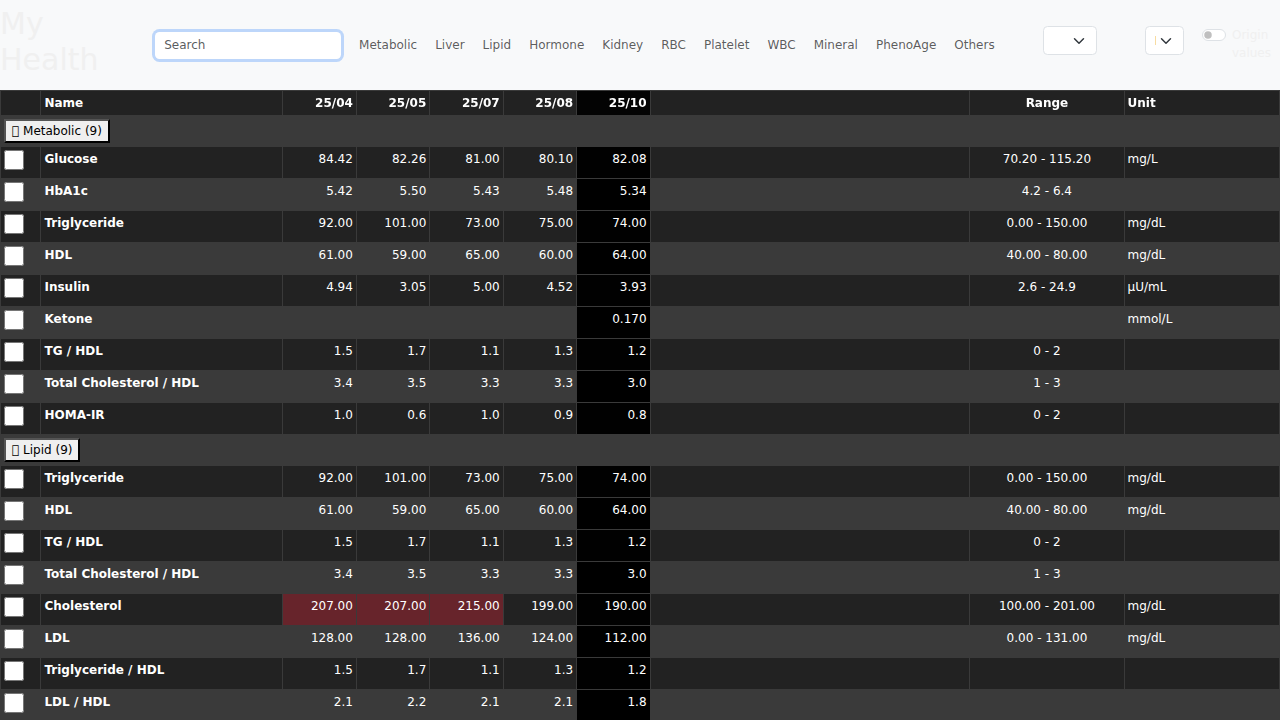 My
Health
Search
Metabolic Liver Lipid Hormone Kidney RBC Platelet WBC Mineral PhenoAge Others
Origin
values
Name 25/04 25/05 25/07 25/08 25/10 Range Unit
Metabolic (9)
Glucose 84.42 82.26 81.00 80.10 82.08 70.20 - 115.20 mg/L
HbA1c 5.42 5.50 5.43 5.48 5.34 4.2 - 6.4
Triglyceride 92.00 101.00 73.00 75.00 74.00 0.00 - 150.00 mg/dL
HDL 61.00 59.00 65.00 60.00 64.00 40.00 - 80.00 mg/dL
Insulin 4.94 3.05 5.00 4.52 3.93 2.6 - 24.9 µU/mL
Ketone 0.170 mmol/L
TG / HDL 1.5 1.7 1.1 1.3 1.2 0 - 2
Total Cholesterol / HDL 3.4 3.5 3.3 3.3 3.0 1 - 3
HOMA-IR 1.0 0.6 1.0 0.9 0.8 0 - 2
Lipid (9)
Triglyceride 92.00 101.00 73.00 75.00 74.00 0.00 - 150.00 mg/dL
HDL 61.00 59.00 65.00 60.00 64.00 40.00 - 80.00 mg/dL
TG / HDL 1.5 1.7 1.1 1.3 1.2 0 - 2
Total Cholesterol / HDL 3.4 3.5 3.3 3.3 3.0 1 - 3
Cholesterol 207.00 207.00 215.00 199.00 190.00 100.00 - 201.00 mg/dL
LDL 128.00 128.00 136.00 124.00 112.00 0.00 - 131.00 mg/dL
Triglyceride / HDL 1.5 1.7 1.1 1.3 1.2
LDL / HDL 2.1 2.2 2.1 2.1 1.8